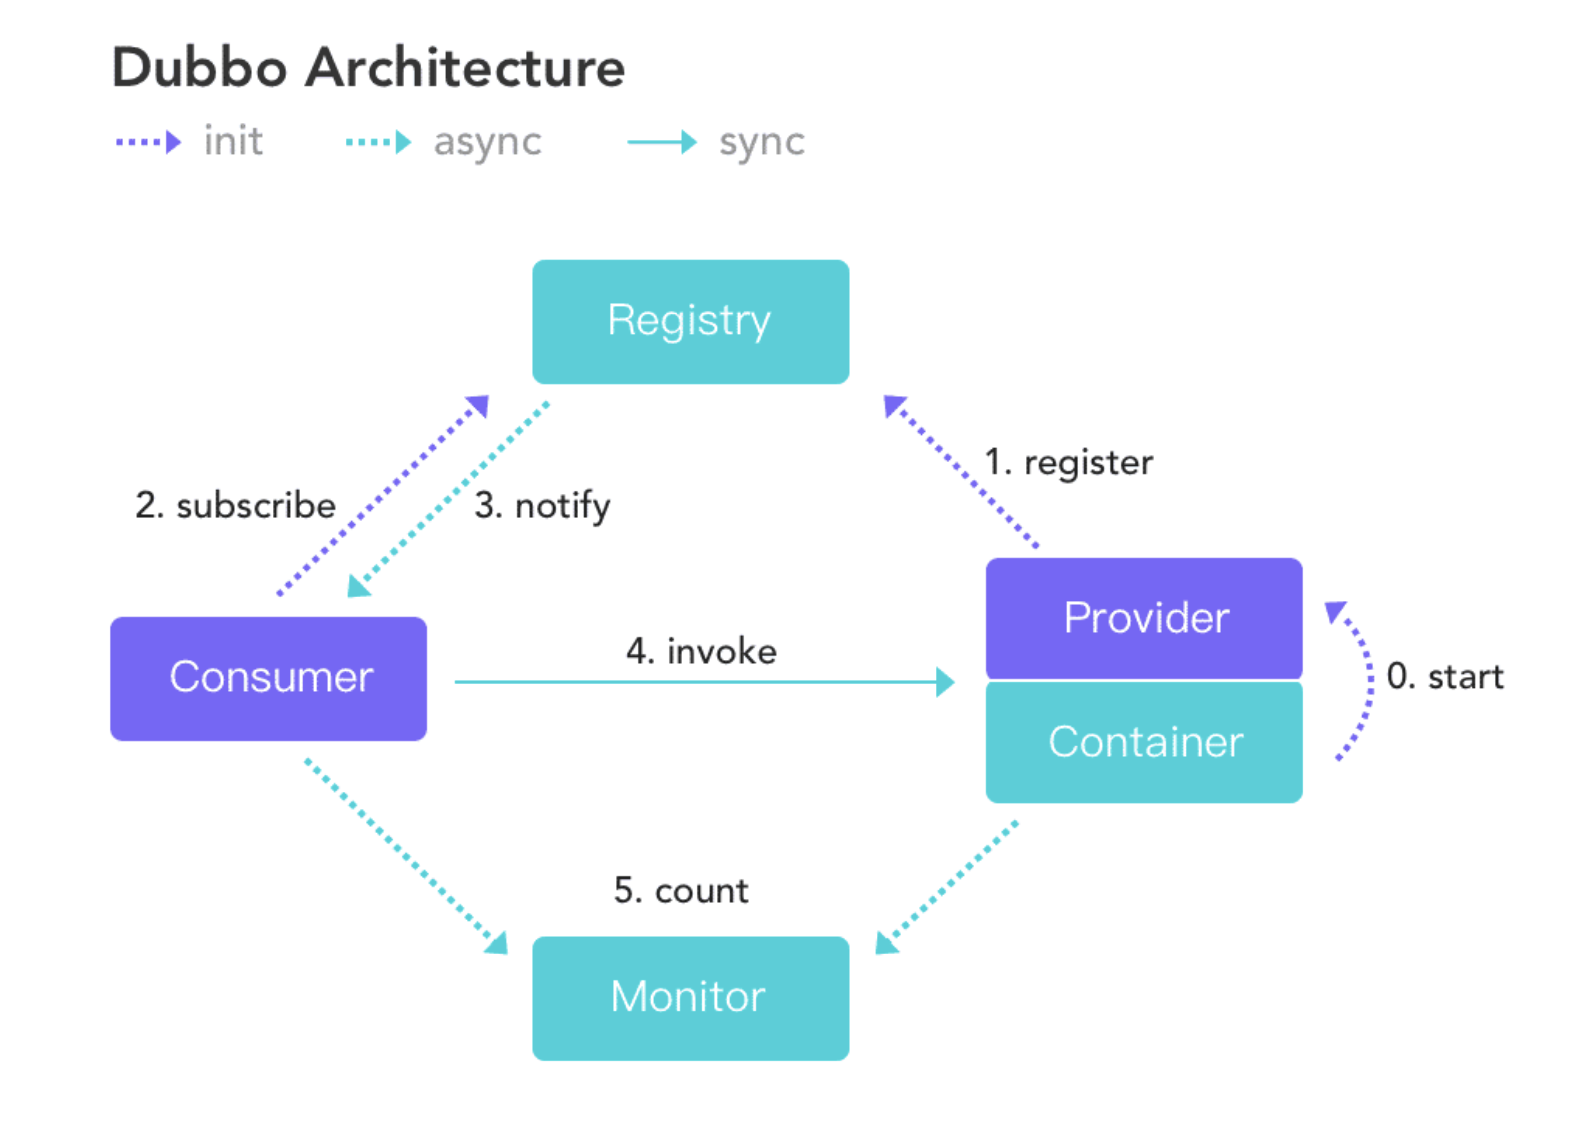 Dubbo Architecture
init async sync
Registry
1. register
2. subscribe
3. notify
Provider
4. invoke
Consumer
0. start
Container
5. count
Monitor